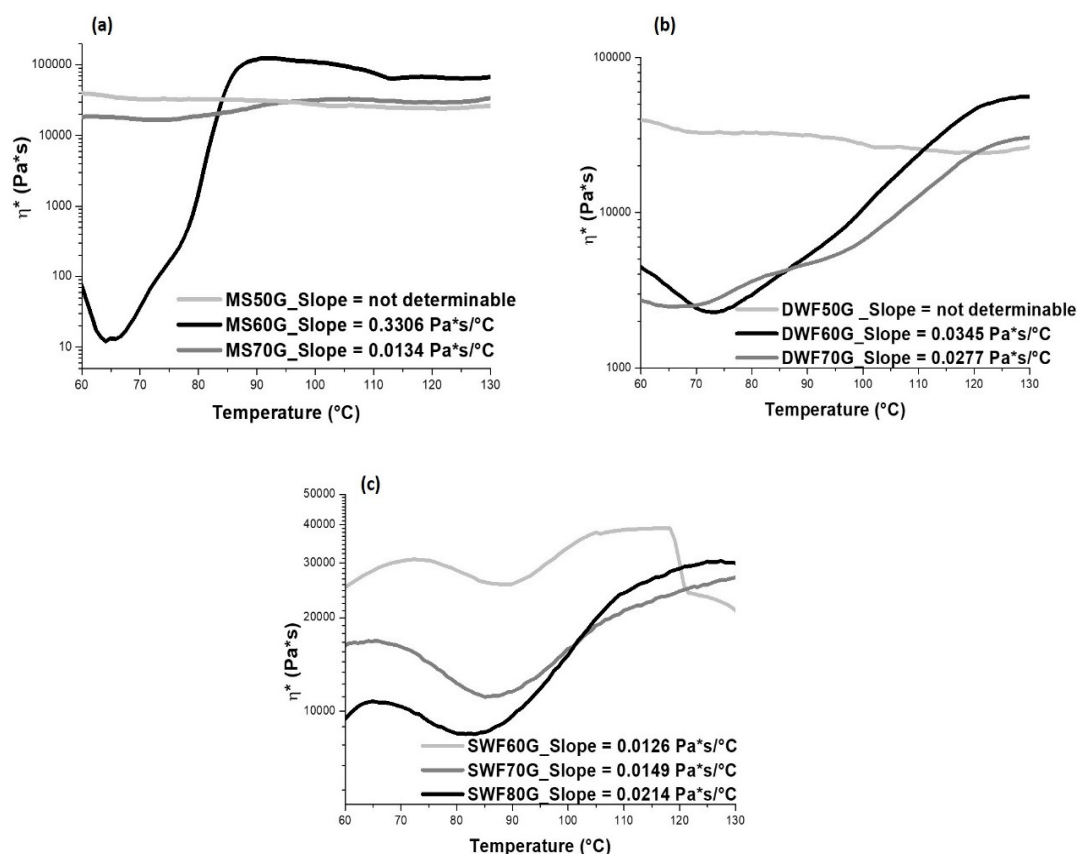 (a)
η* (Pa*s)
100000
10000
1000
100
10
MS50G_Slope = not determinable
MS60G_Slope = 0.3306 Pa*s/°C
MS70G_Slope = 0.0134 Pa*s/°C
60 70 80 90 100 110 120 130
Temperature (°C)
(b)
η* (Pa*s)
100000
10000
1000
DWF50G _Slope = not determinable
DWF60G_Slope = 0.0345 Pa*s/°C
DWF70G_Slope = 0.0277 Pa*s/°C
60 70 80 90 100 110 120 130
Temperature (°C)
(c)
η* (Pa*s)
50000
40000
30000
20000
10000
SWF60G_Slope = 0.0126 Pa*s/°C
SWF70G_Slope = 0.0149 Pa*s/°C
SWF80G_Slope = 0.0214 Pa*s/°C
60 70 80 90 100 110 120 130
Temperature (°C)